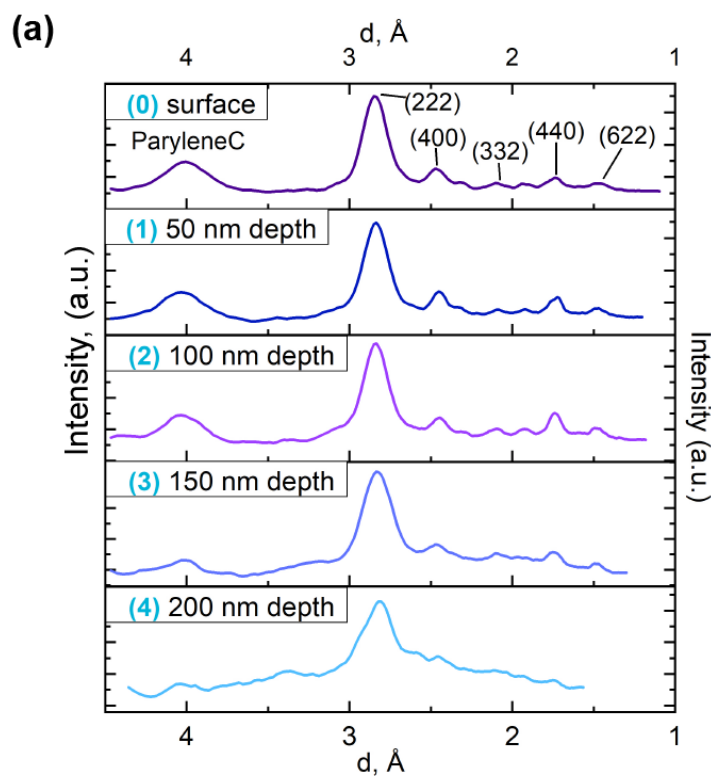 (a)
d, Å
4 3 2 1
(0) surface
ParyleneC
(222)
(400)
(332)
(440)
(622)
(1) 50 nm depth
(2) 100 nm depth
(3) 150 nm depth
(4) 200 nm depth
Intensity, (a.u.)
Intensity (a.u.)
4 3 2 1
d, Å